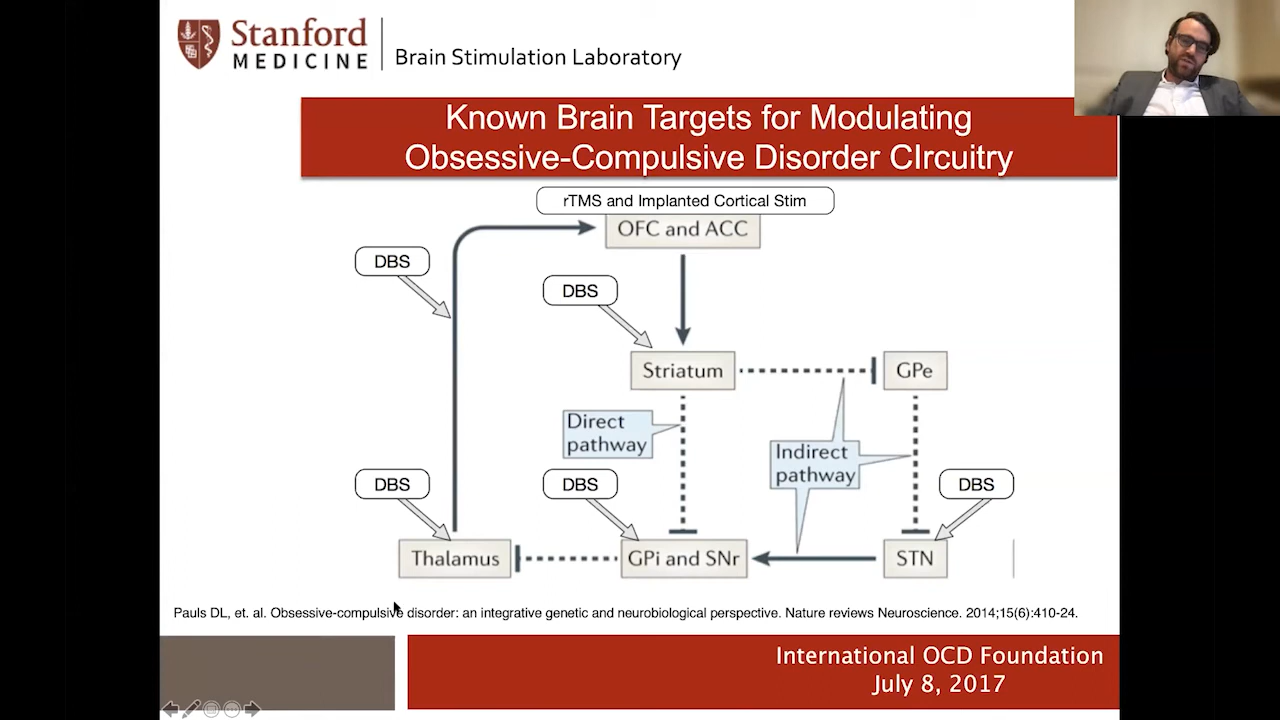 Stanford
MEDICINE
Brain Stimulation Laboratory
Known Brain Targets for Modulating
Obsessive-Compulsive Disorder CIrcuitry
rTMS and Implanted Cortical Stim
OFC and ACC
DBS
DBS
Striatum
GPe
Direct
pathway
Indirect
pathway
DBS
DBS
DBS
Thalamus
GPi and SNr
STN
Pauls DL, et. al. Obsessive-compulsive disorder: an integrative genetic and neurobiological perspective. Nature reviews Neuroscience. 2014;15(6):410-24.
International OCD Foundation
July 8, 2017